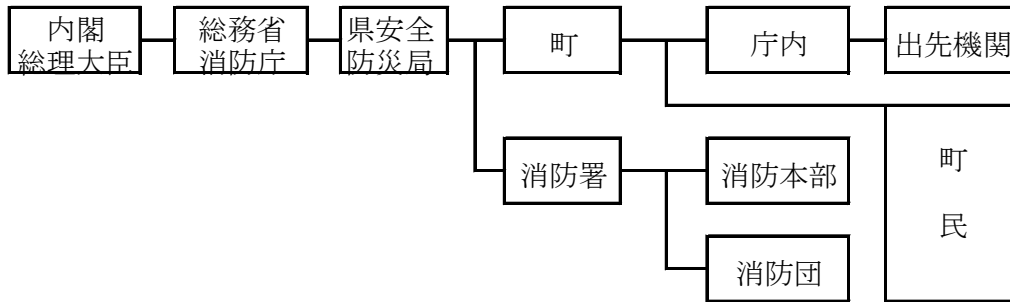 内閣
総理大臣
総務省
消防庁
県安全
防災局
町
庁内
出先機関
消防署
消防本部
消防団
町
民